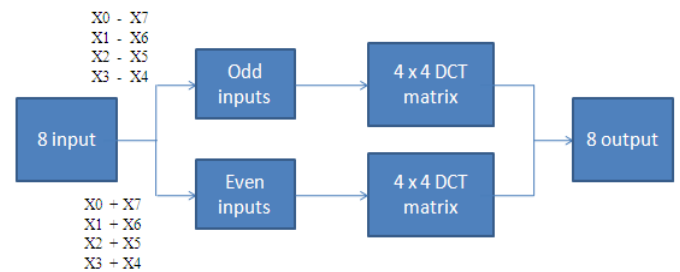 X0 - X7
X1 - X6
X2 - X5
X3 - X4
Odd
inputs
4 x 4 DCT
matrix
8 input
8 output
Even
inputs
4 x 4 DCT
matrix
X0 + X7
X1 + X6
X2 + X5
X3 + X4